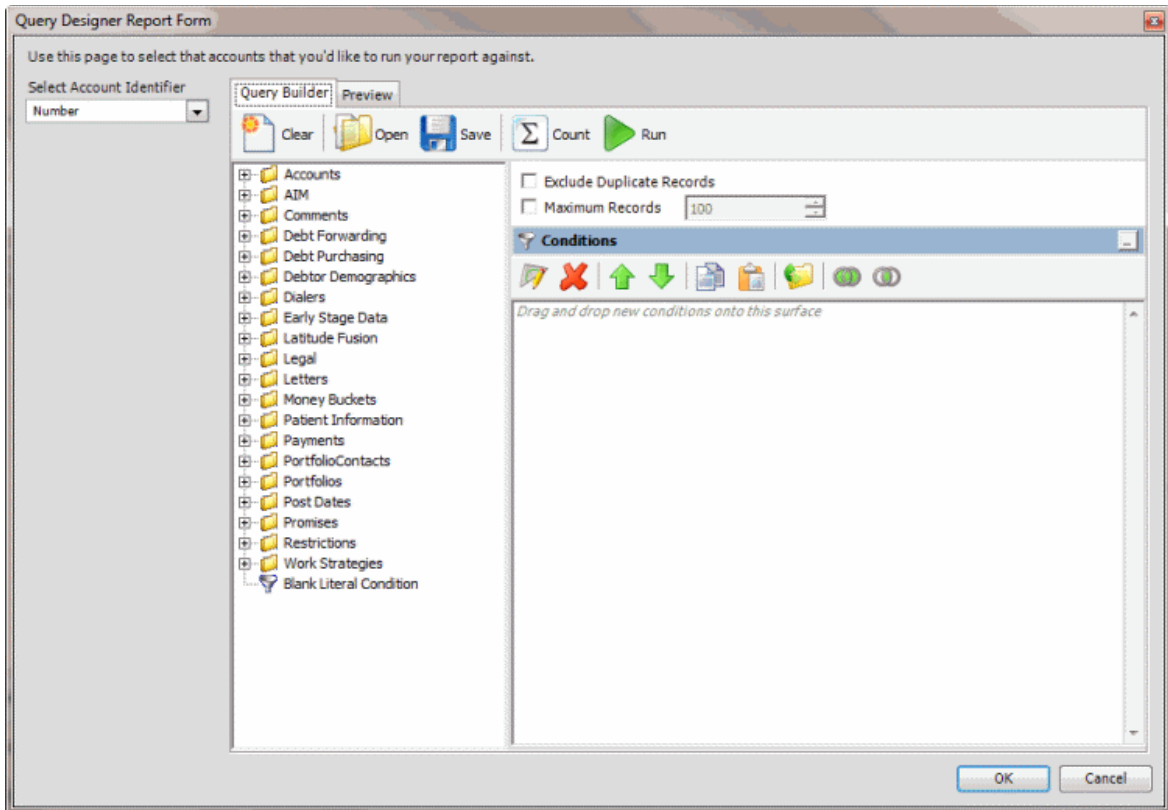 Query Designer Report Form
Use this page to select that accounts that you'd like to run your report against.
Select Account Identifier
Number
Query Builder
Preview
Clear
Open
Save
Count
Run
Accounts
AIM
Comments
Debt Forwarding
Debt Purchasing
Debtor Demographics
Dialers
Early Stage Data
Latitude Fusion
Legal
Letters
Money Buckets
Patient Information
Payments
PortfolioContacts
Portfolios
Post Dates
Promises
Restrictions
Work Strategies
Blank Literal Condition
Exclude Duplicate Records
Maximum Records 100
Conditions
Drag and drop new conditions onto this surface
OK
Cancel